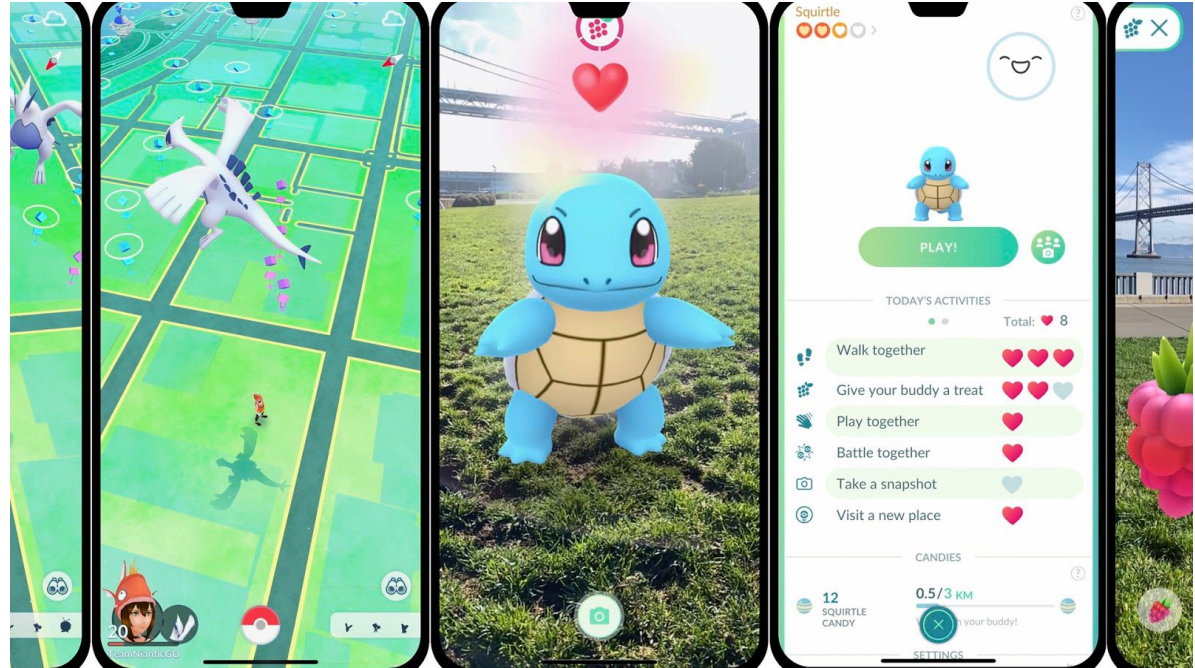 20
TeamNianticGO
Squirtle
?
PLAY!
TODAY'S ACTIVITIES
Total: 8
Walk together
Give your buddy a treat
Play together
Battle together
Take a snapshot
Visit a new place
CANDIES
?
12
SQUIRTLE
CANDY
0.5/3 KM
h your buddy!
SETTINGS